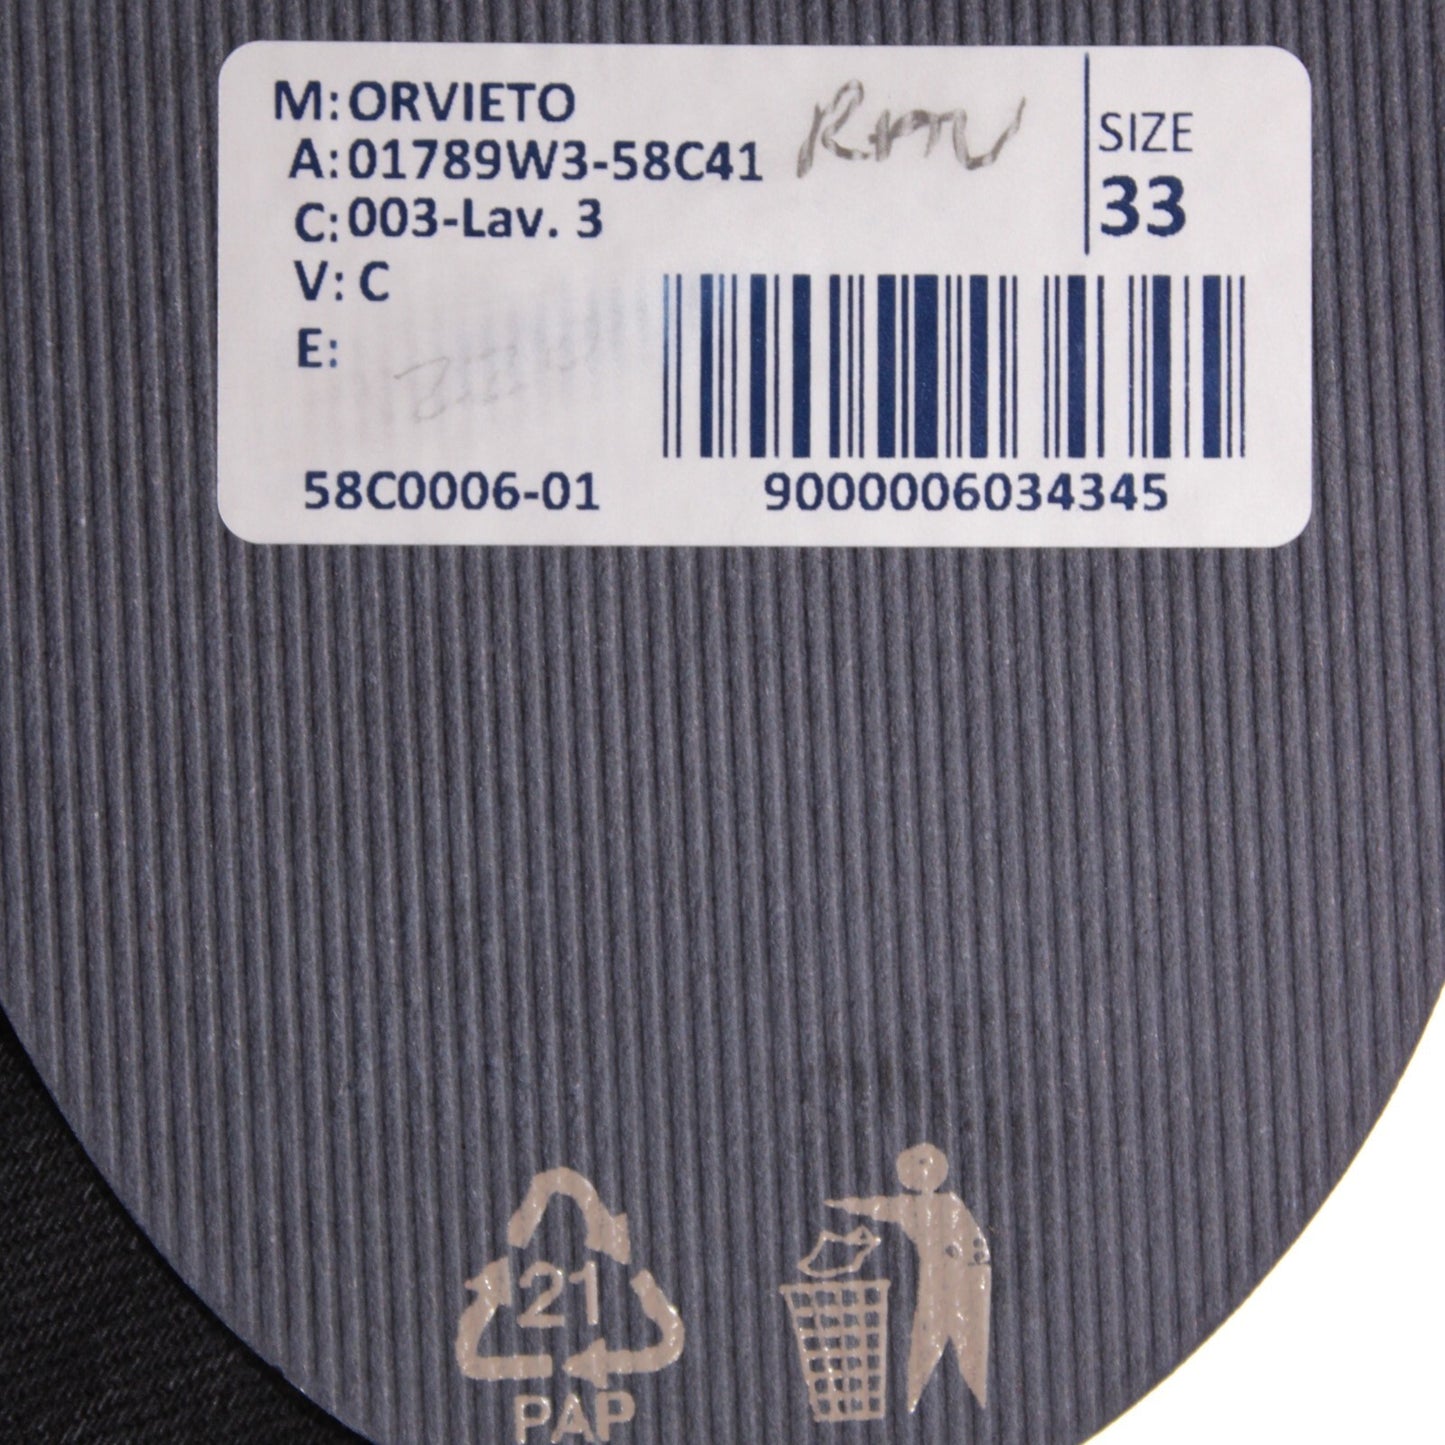 M: ORVIETO
A: 01789W3-58C41
C: 003-Lav. 3
V: C
E:
SIZE
33
58C0006-01
9000006034345
21
PAP